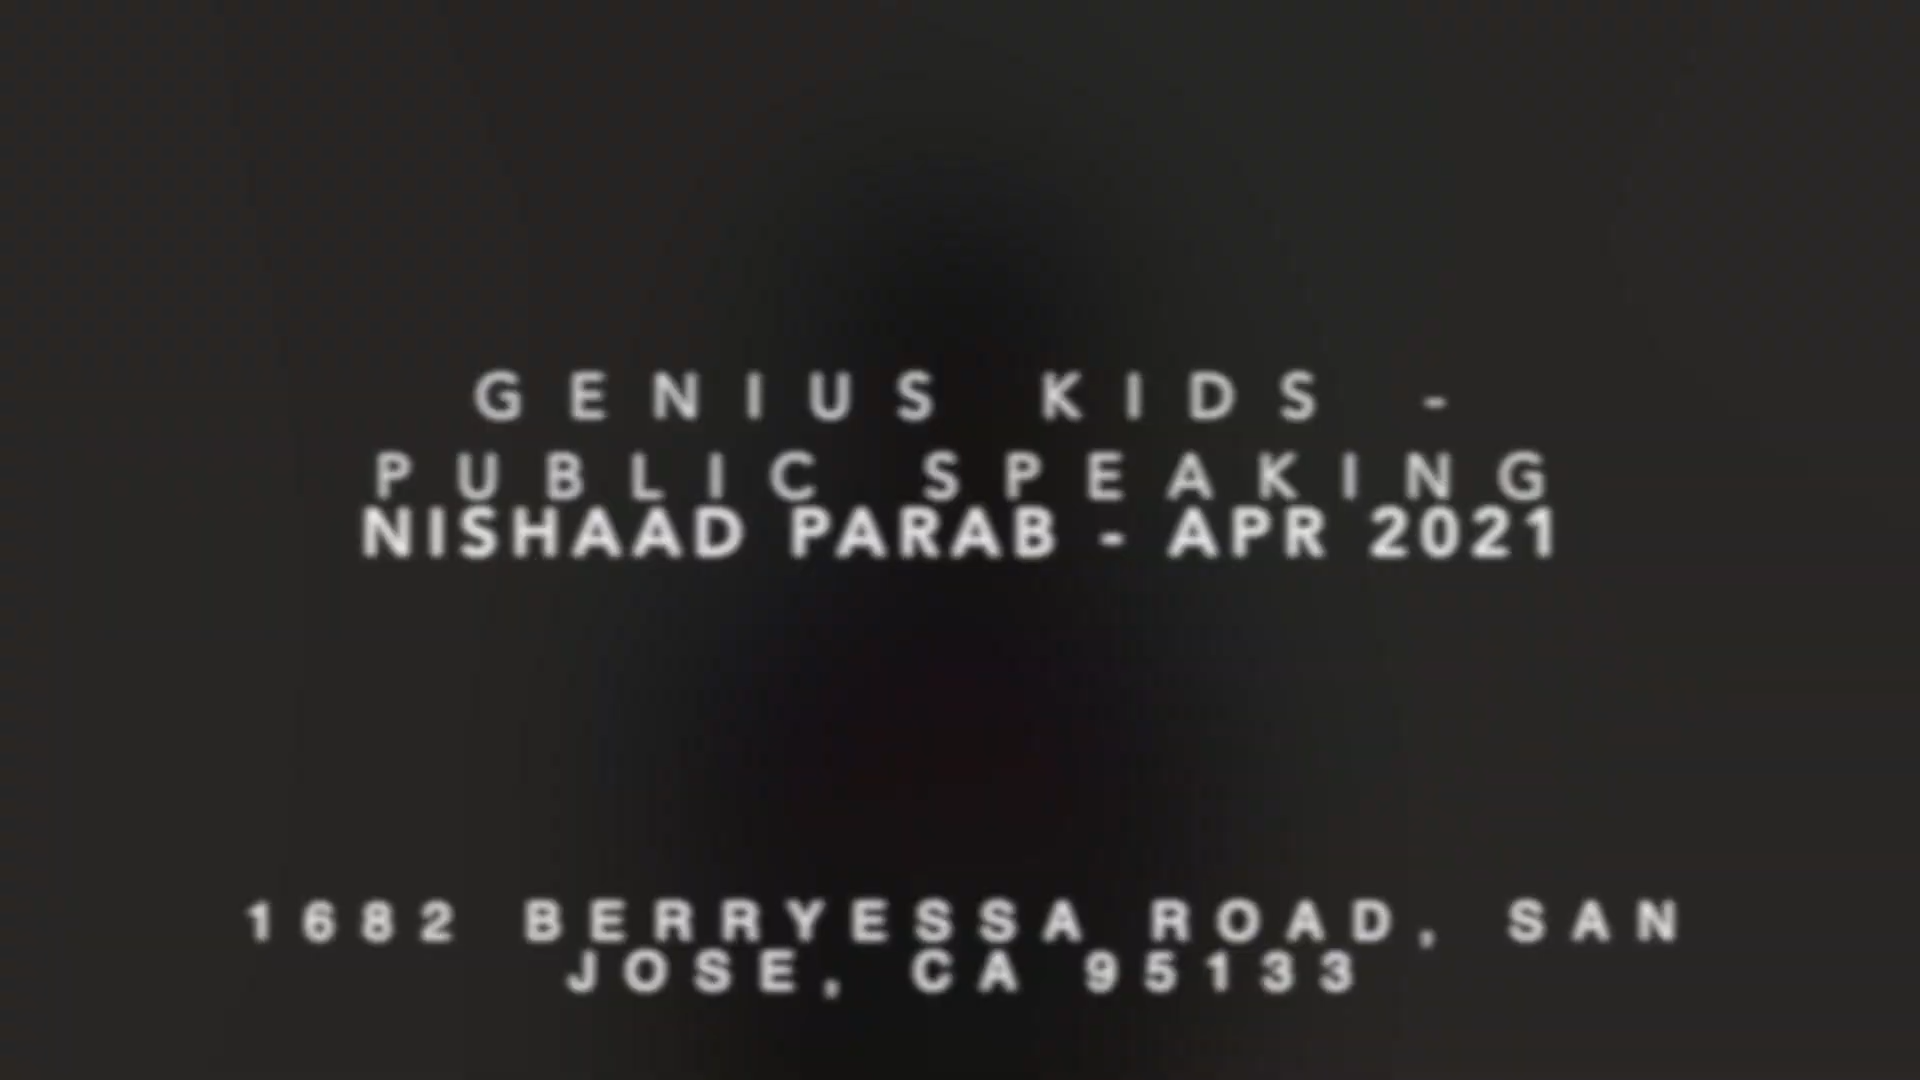 GENIUS KIDS -
PUBLIC SPEAKING
NISHAAD PARAB - APR 2021
1682 BERRYESSA ROAD, SAN
JOSE, CA 95133